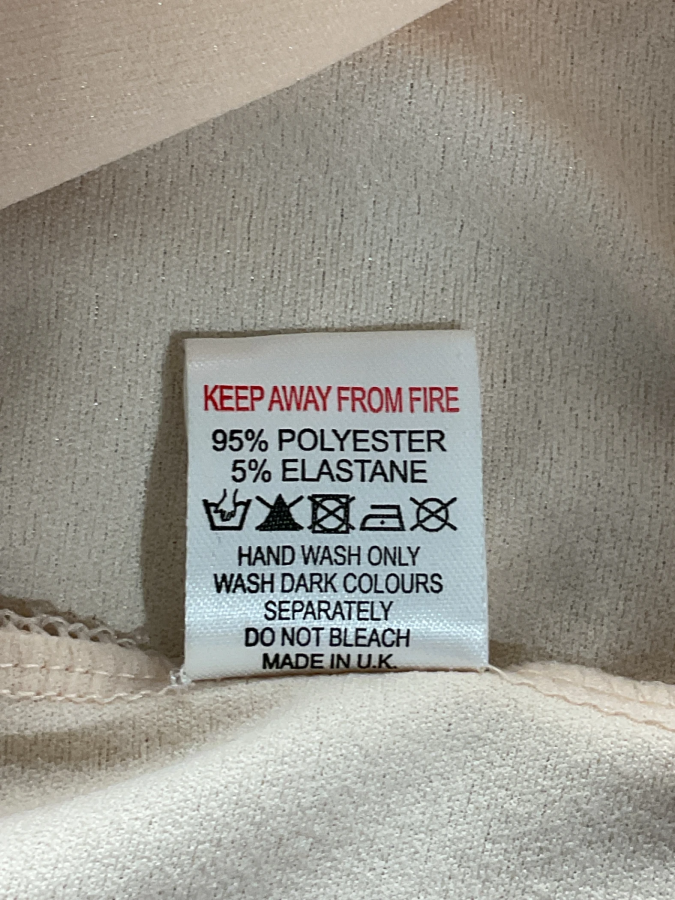 KEEP AWAY FROM FIRE
95% POLYESTER
5% ELASTANE
HAND WASH ONLY
WASH DARK COLOURS
SEPARATELY
DO NOT BLEACH
MADE IN U.K.